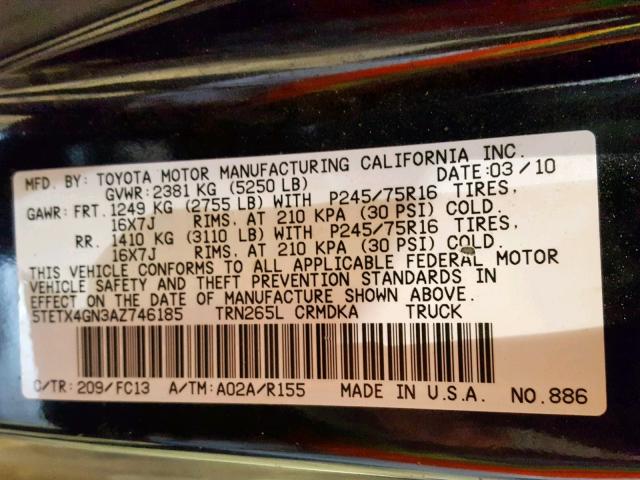 MFD. BY: TOYOTA MOTOR MANUFACTURING CALIFORNIA INC.
GVWR: 2381 KG (5250 LB) DATE: 03/10
GAWR: FRT. 1249 KG (2755 LB) WITH P245/75R16 TIRES,
16X7J RIMS, AT 210 KPA (30 PSI) COLD.
RR. 1410 KG (3110 LB) WITH P245/75R16 TIRES,
16X7J RIMS, AT 210 KPA (30 PSI) COLD.
THIS VEHICLE CONFORMS TO ALL APPLICABLE FEDERAL MOTOR
VEHICLE SAFETY AND THEFT PREVENTION STANDARDS IN
EFFECT ON THE DATE OF MANUFACTURE SHOWN ABOVE.
5TETX4GN3AZ746185 TRN265L CRMDKA TRUCK
C/TR: 209/FC13 A/TM: A02A/R155 MADE IN U.S.A. NO. 886